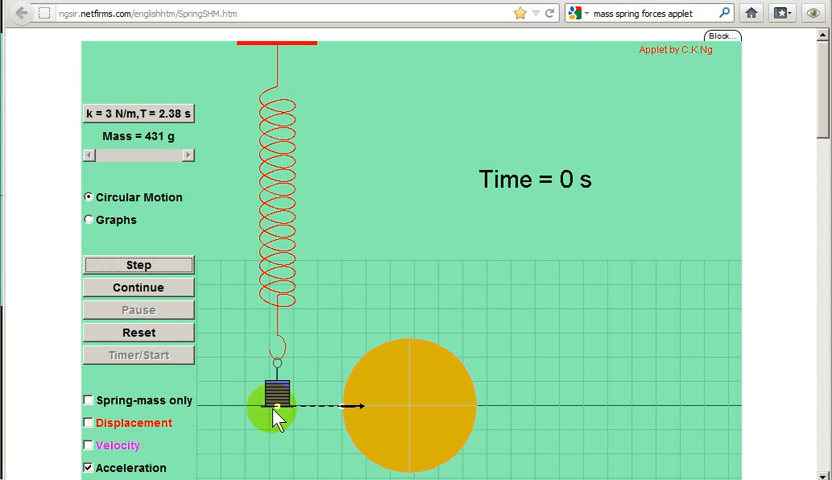 ngsir.netfirms.com/englishhtm/SpringSHM.htm
mass spring forces applet
Block...
Applet by C.K.Ng
k = 3 N/m,T = 2.38 s
Mass = 431 g
Time = 0 s
Circular Motion
Graphs
Step
Continue
Pause
Reset
Timer/Start
Spring-mass only
Displacement
Velocity
Acceleration